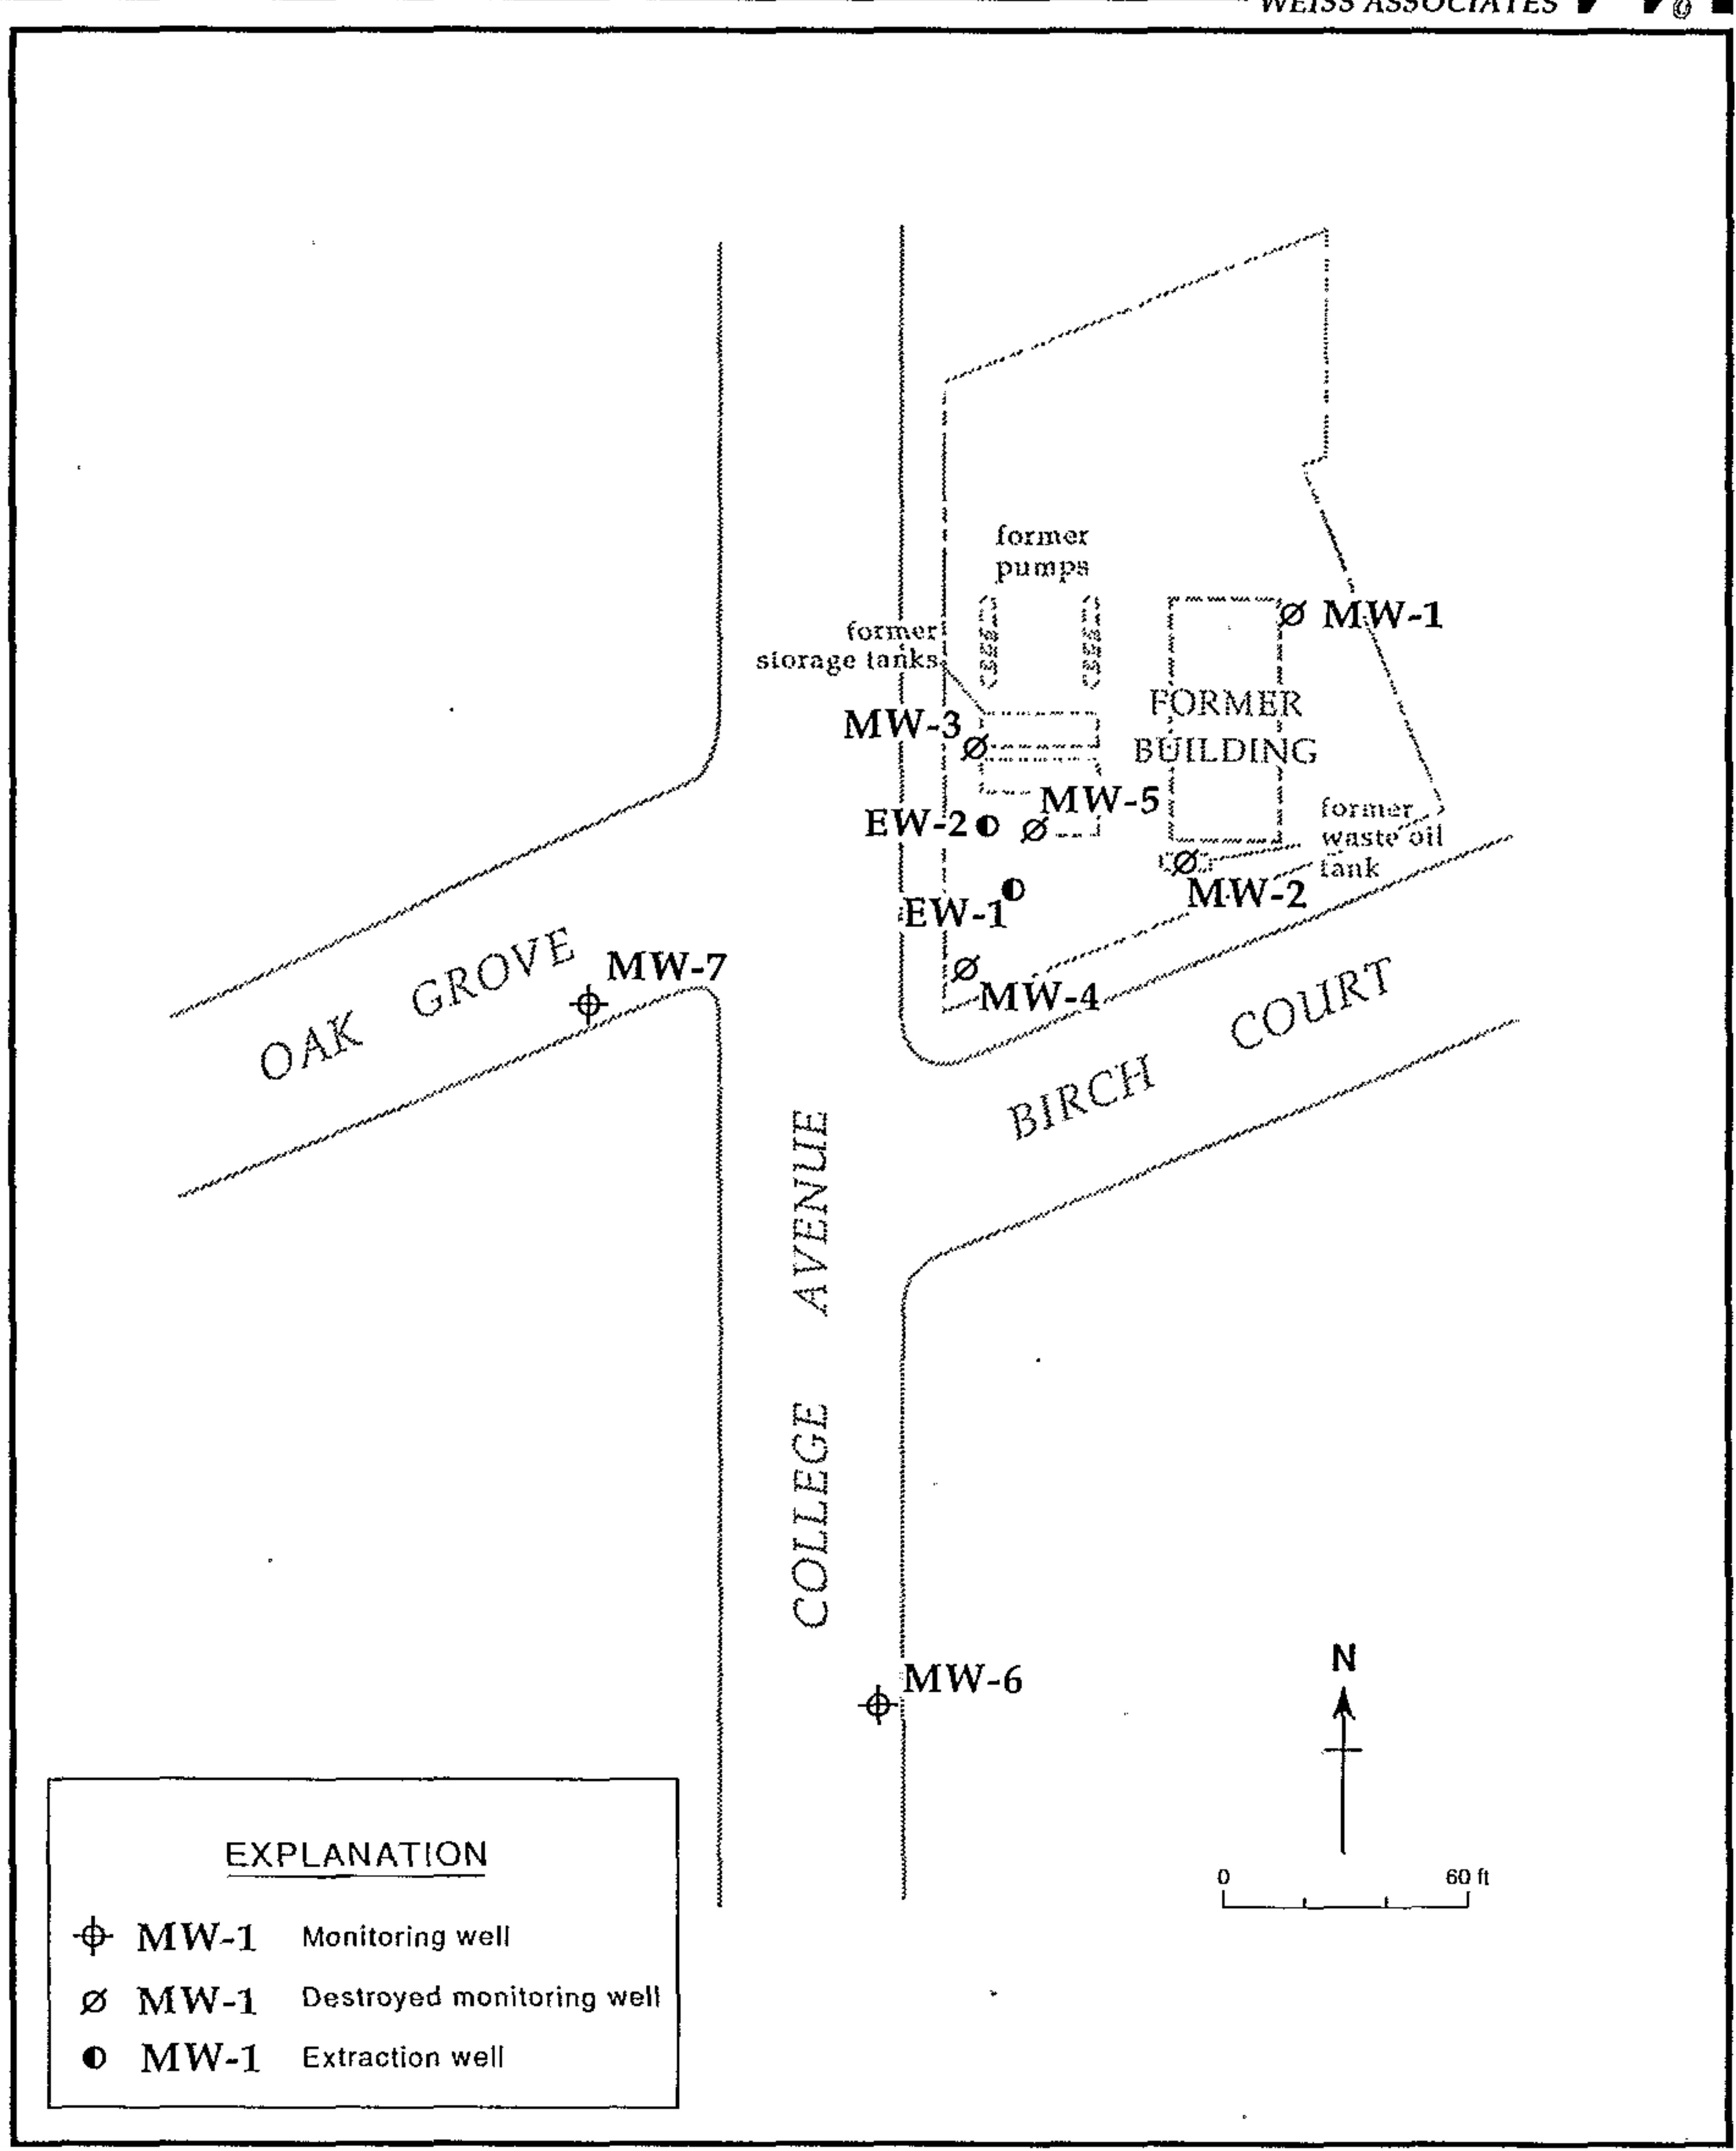 WEISS ASSOCIATES
former
pumps
MW-1
former
storage tanks
FORMER
BUILDING
MW-3
MW-5
EW-2
former
waste oil
tank
MW-2
EW-1
MW-7
MW-4
OAK GROVE
BIRCH COURT
COLLEGE AVENUE
MW-6
N
0 60 ft
EXPLANATION
MW-1 Monitoring well
MW-1 Destroyed monitoring well
MW-1 Extraction well